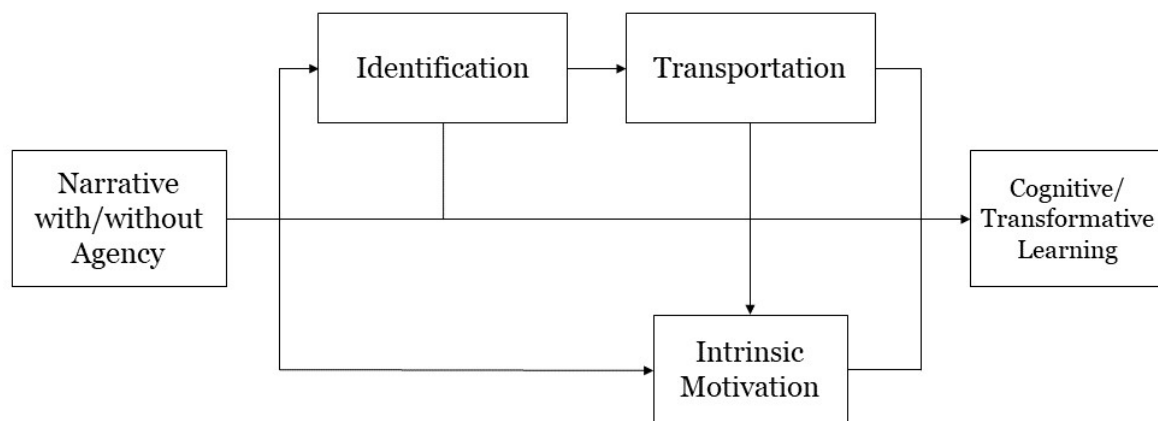 Identification
Transportation
Narrative
with/without
Agency
Cognitive/
Transformative
Learning
Intrinsic
Motivation